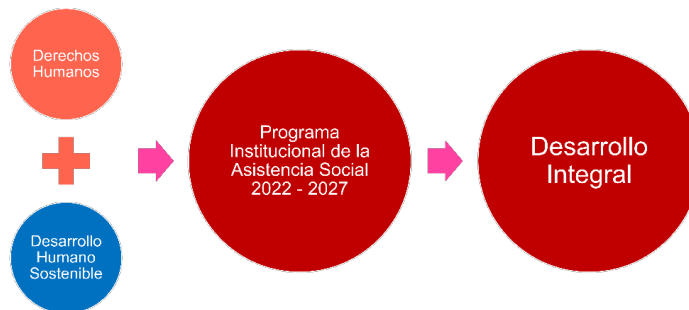 Derechos
Humanos
Desarrollo
Humano
Sostenible
Programa
Institucional de la
Asistencia Social
2022 - 2027
Desarrollo
Integral